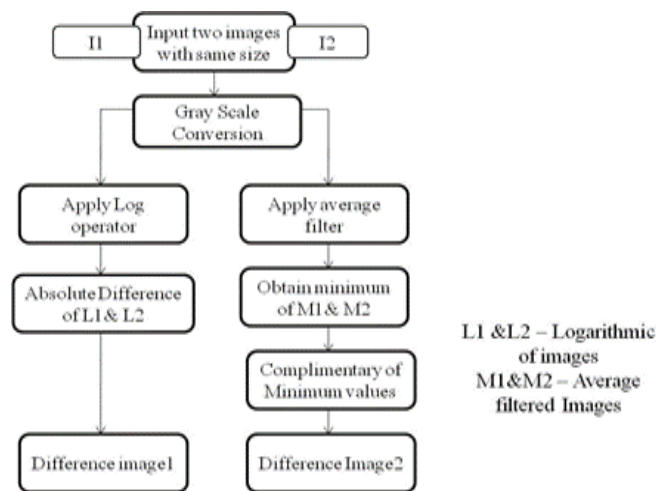 I1
Input two images
with same size
I2
Gray Scale
Conversion
Apply Log
operator
Apply average
filter
Absolute Difference
of L1& L2
Obtain minimum
of M1& M2
Complimentary of
Minimum values
Difference image1
Difference Image2
L1 &L2 – Logarithmic
of images
M1&M2 – Average
filtered Images